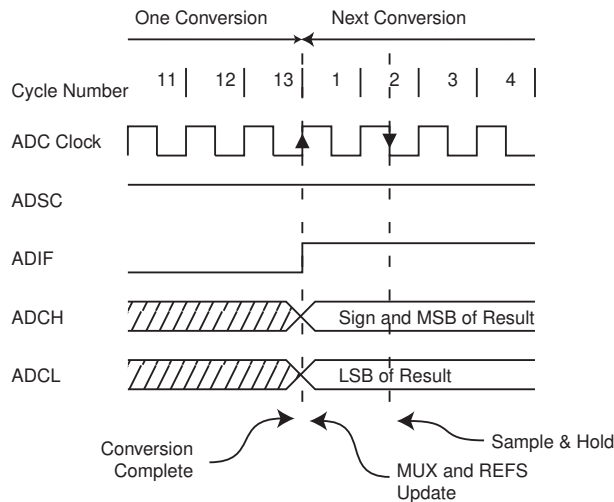 One Conversion Next Conversion
Cycle Number 11 12 13 1 2 3 4
ADC Clock
ADSC
ADIF
ADCH Sign and MSB of Result
ADCL LSB of Result
Conversion
Complete
MUX and REFS
Update
Sample & Hold